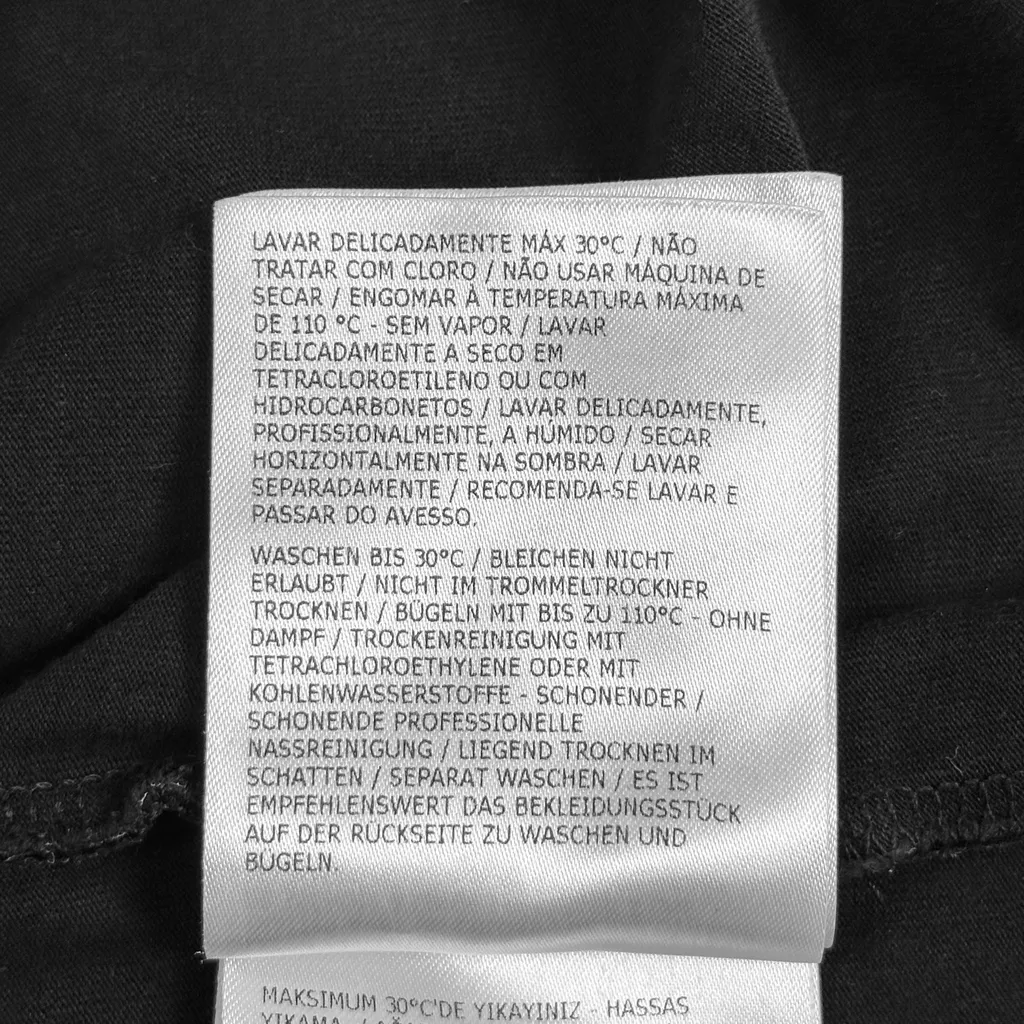 LAVAR DELICADAMENTE MÁX 30°C / NÃO
TRATAR COM CLORO / NÃO USAR MÁQUINA DE
SECAR / ENGOMAR À TEMPERATURA MÁXIMA
DE 110 °C - SEM VAPOR / LAVAR
DELICADAMENTE A SECO EM
TETRACLOROETILENO OU COM
HIDROCARBONETOS / LAVAR DELICADAMENTE,
PROFISSIONALMENTE, A HÚMIDO / SECAR
HORIZONTALMENTE NA SOMBRA / LAVAR
SEPARADAMENTE / RECOMENDA-SE LAVAR E
PASSAR DO AVESSO.
WASCHEN BIS 30°C / BLEICHEN NICHT
ERLAUBT / NICHT IM TROMMELTROCKNER
TROCKNEN / BÜGELN MIT BIS ZU 110°C - OHNE
DAMPF / TROCKENREINIGUNG MIT
TETRACHLOROETHYLENE ODER MIT
KOHLENWASSERSTOFFE - SCHONENDER /
SCHONENDE PROFESSIONELLE
NASSREINIGUNG / LIEGEND TROCKNEN IM
SCHATTEN / SEPARAT WASCHEN / ES IST
EMPFEHLENSWERT DAS BEKLEIDUNGSSTÜCK
AUF DER RÜCKSEITE ZU WASCHEN UND
BÜGELN.
MAKSIMUM 30°C'DE YIKAYINIZ - HASSAS
YIKAMA